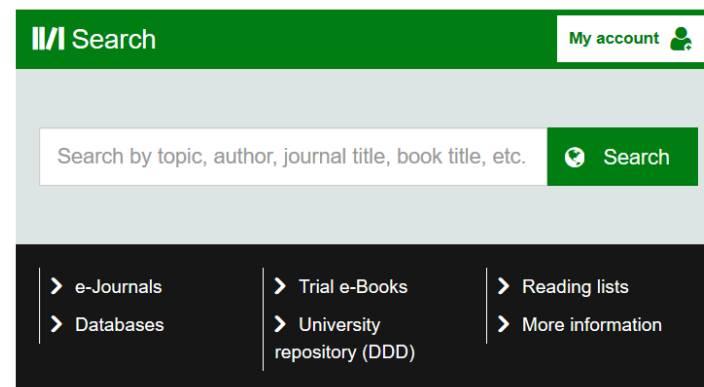 Search
My account
Search by topic, author, journal title, book title, etc.
Search
e-Journals
Databases
Trial e-Books
University
repository (DDD)
Reading lists
More information